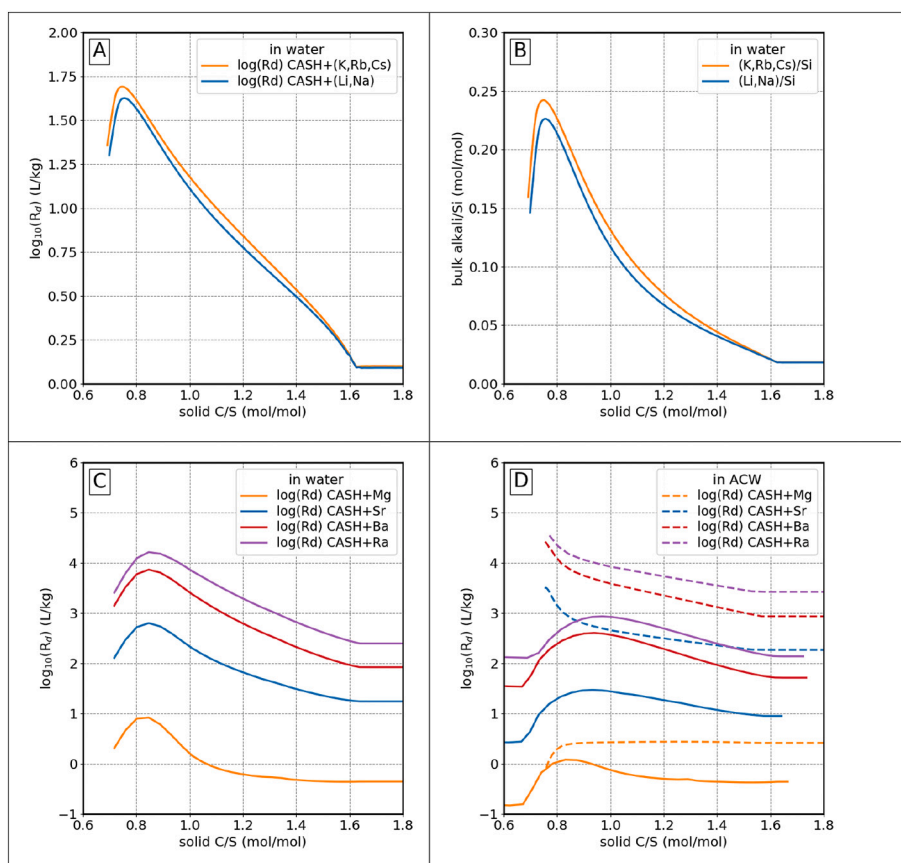 A
in water
log(Rd) CASH+(K,Rb,Cs)
log(Rd) CASH+(Li,Na)
2.00
1.75
1.50
1.25
1.00
0.75
0.50
0.25
0.00
log₁₀(R_d) (L/kg)
0.6 0.8 1.0 1.2 1.4 1.6 1.8
solid C/S (mol/mol)
B
in water
(K,Rb,Cs)/Si
(Li,Na)/Si
0.30
0.25
0.20
0.15
0.10
0.05
0.00
bulk alkali/Si (mol/mol)
0.6 0.8 1.0 1.2 1.4 1.6 1.8
solid C/S (mol/mol)
C
in water
log(Rd) CASH+Mg
log(Rd) CASH+Sr
log(Rd) CASH+Ba
log(Rd) CASH+Ra
6
5
4
3
2
1
0
−1
log₁₀(R_d) (L/kg)
0.6 0.8 1.0 1.2 1.4 1.6 1.8
solid C/S (mol/mol)
D
in ACW
log(Rd) CASH+Mg
log(Rd) CASH+Sr
log(Rd) CASH+Ba
log(Rd) CASH+Ra
6
5
4
3
2
1
0
−1
log₁₀(R_d) (L/kg)
0.6 0.8 1.0 1.2 1.4 1.6 1.8
solid C/S (mol/mol)